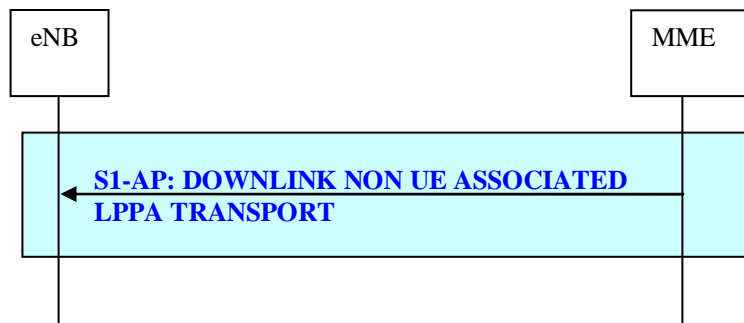 eNB
MME
S1-AP: DOWNLINK NON UE ASSOCIATED
LPPA TRANSPORT